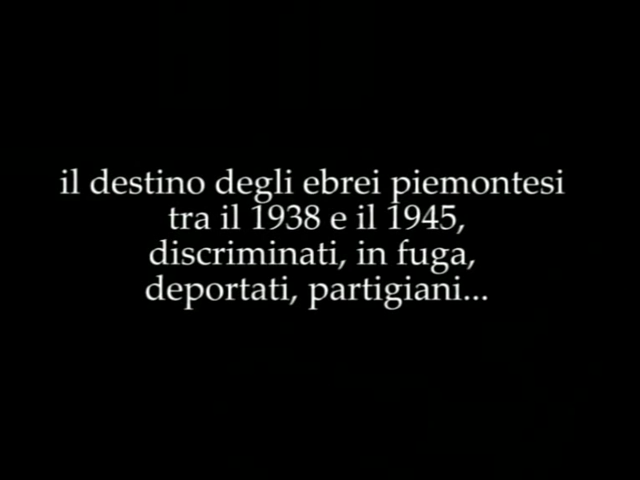 il destino degli ebrei piemontesi
tra il 1938 e il 1945,
discriminati, in fuga,
deportati, partigiani...